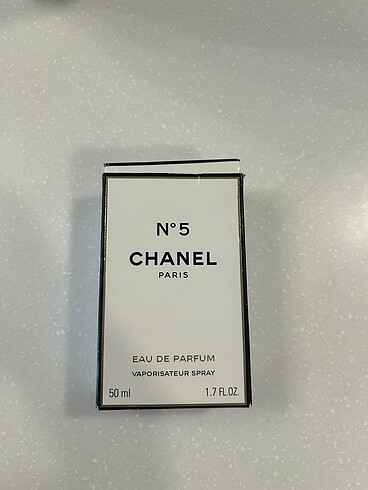 N°5
CHANEL
PARIS
EAU DE PARFUM
VAPORISATEUR SPRAY
50 ml 1.7 FL.OZ.